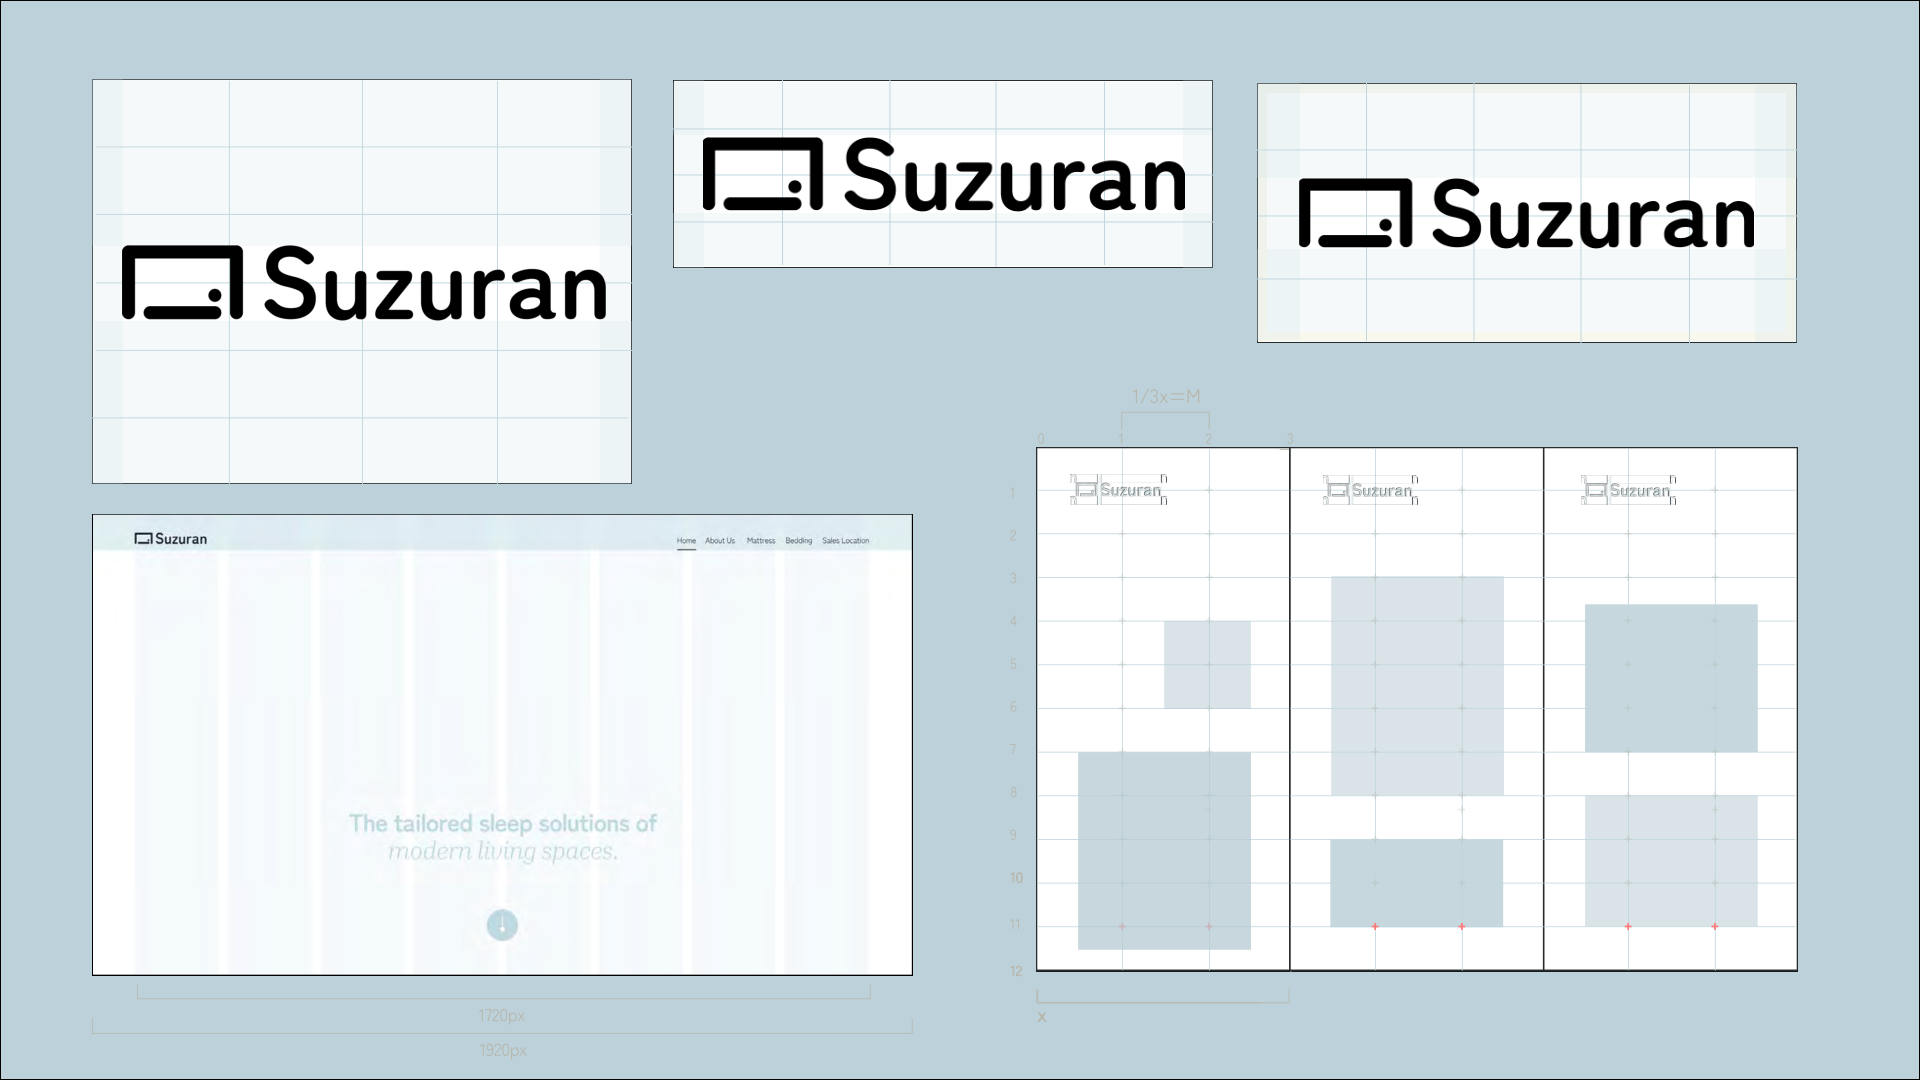 Suzuran
Suzuran
Suzuran
1/3x=M
0 1 2 3
n n
Suzuran
n n
n n
Suzuran
n n
n n
Suzuran
n n
1
2
3
4
5
6
7
8
9
10
11
12
x
Suzuran
Home About Us Mattress Bedding Sales Location
The tailored sleep solutions of
modern living spaces.
1720px
1920px